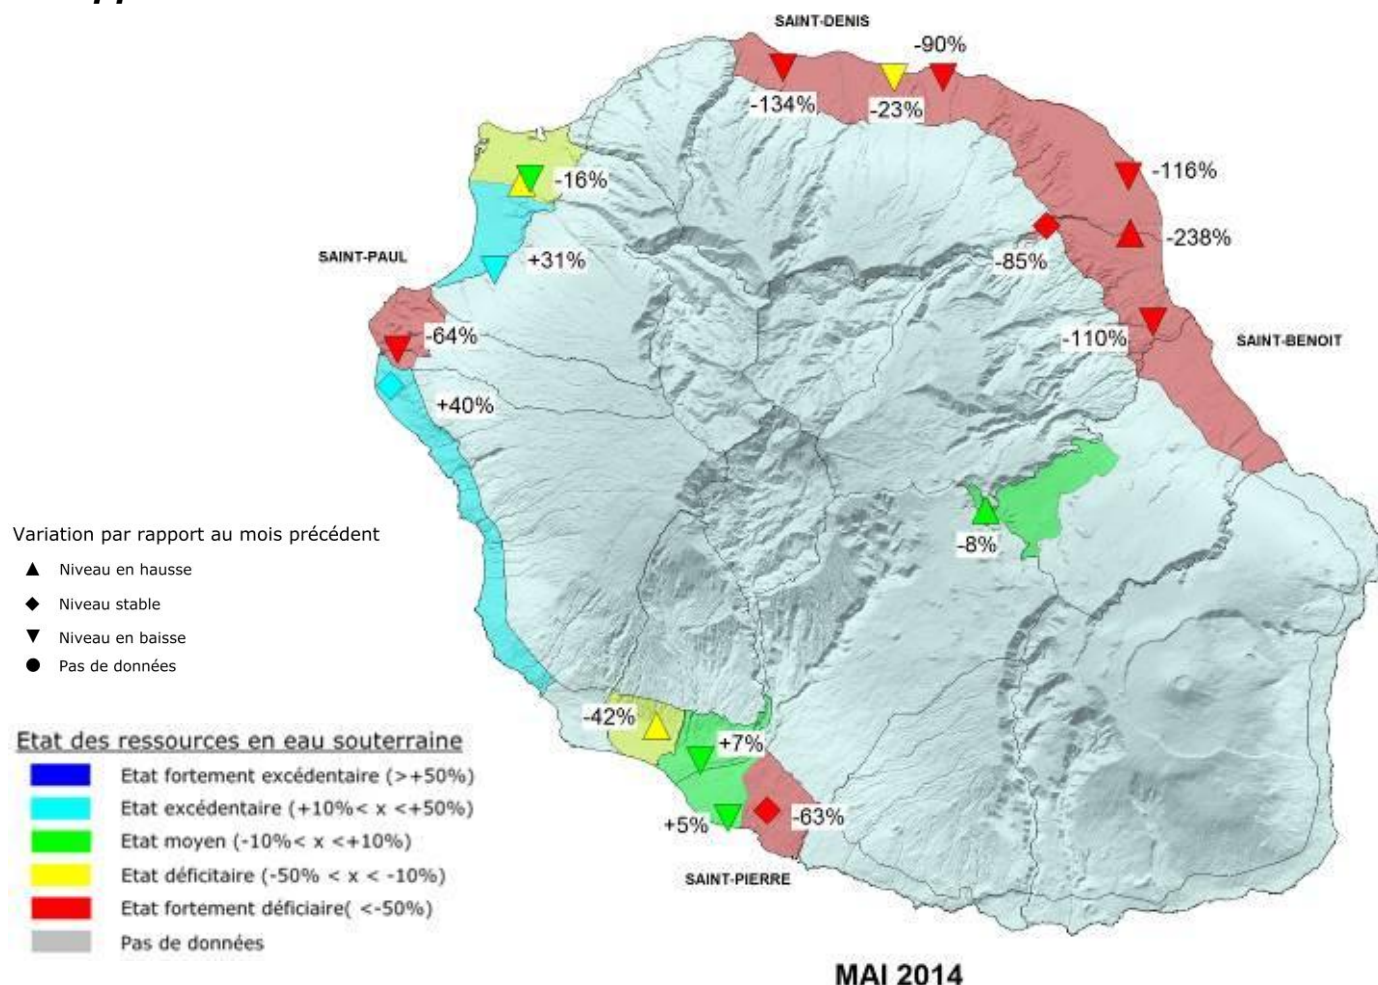 SAINT-DENIS
-90%
-134%
-23%
-116%
-16%
-238%
SAINT-PAUL
+31%
-85%
-64%
-110%
SAINT-BENOIT
+40%
Variation par rapport au mois précédent
Niveau en hausse
-8%
Niveau stable
Niveau en baisse
Pas de données
-42%
+7%
Etat des ressources en eau souterraine
Etat fortement excédentaire (>+50%)
Etat excédentaire (+10%< x <+50%)
+5%
-63%
Etat moyen (-10%< x <+10%)
Etat déficitaire (-50% < x < -10%)
SAINT-PIERRE
Etat fortement déficiaire( <-50%)
Pas de données
MAI 2014